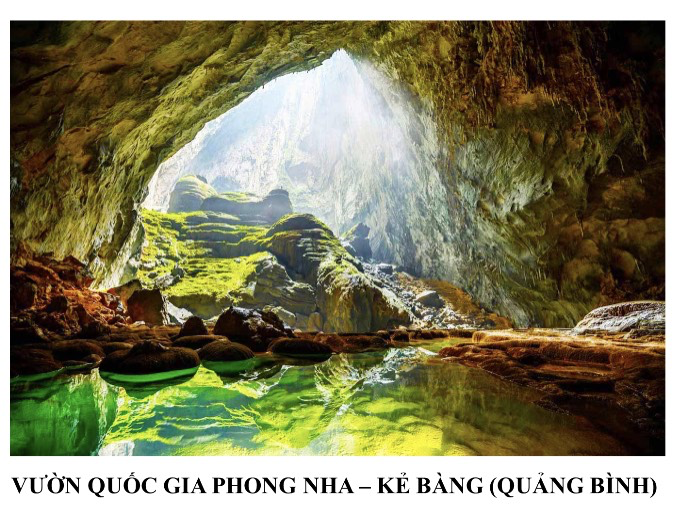 VƯỜN QUỐC GIA PHONG NHA – KẺ BÀNG (QUẢNG BÌNH)